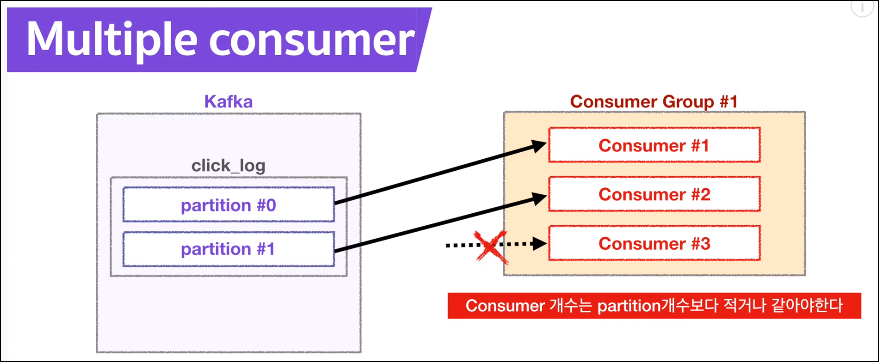 Multiple consumer
Kafka
click_log
partition #0
partition #1
Consumer Group #1
Consumer #1
Consumer #2
Consumer #3
Consumer 개수는 partition개수보다 적거나 같아야한다